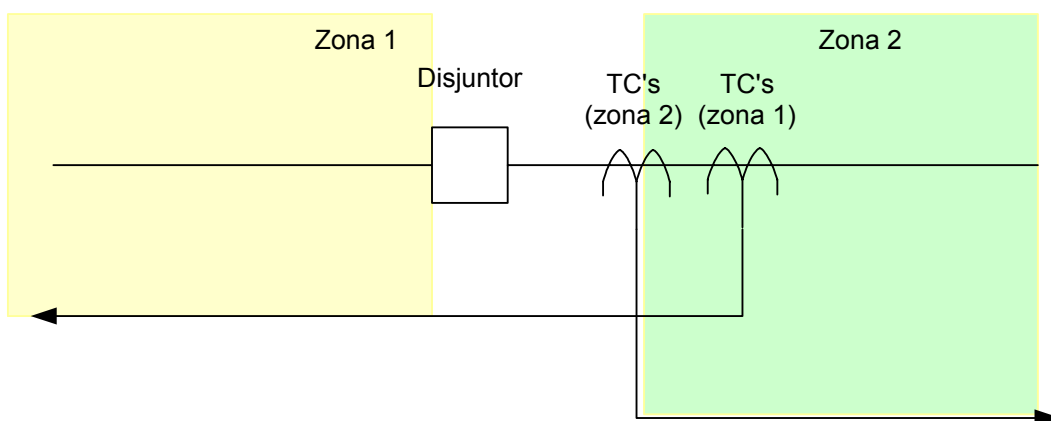 Zona 1
Zona 2
Disjuntor
TC's
(zona 2)
TC's
(zona 1)